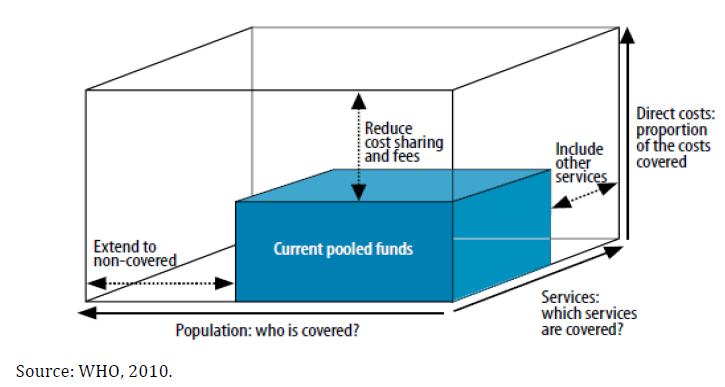 Direct costs:
proportion
of the costs
covered
Reduce
cost sharing
and fees
Include
other
services
Extend to
non-covered
Current pooled funds
Services:
which services
are covered?
Population: who is covered?
Source: WHO, 2010.